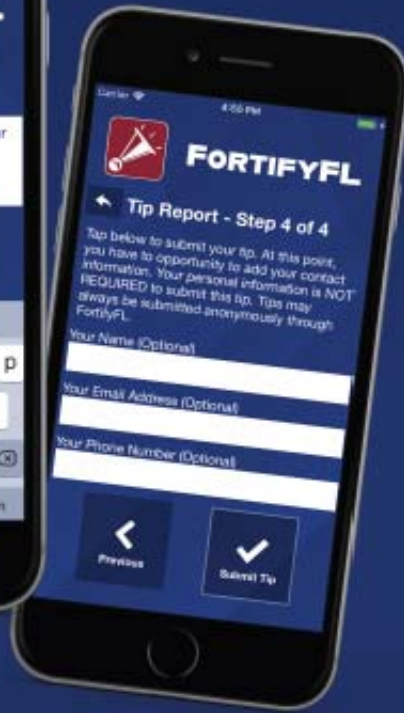 Carrier
4:55 PM
FORTIFYFL
Tip Report - Step 4 of 4
Tap below to submit your tip. At this point,
you have to opportunity to add your contact
information. Your personal information is NOT
REQUIRED to submit this tip. Tips may
always be submitted anonymously through
FortifyFL.
Your Name (Optional)
Your Email Address (Optional)
Your Phone Number (Optional)
Previous
Submit Tip
p